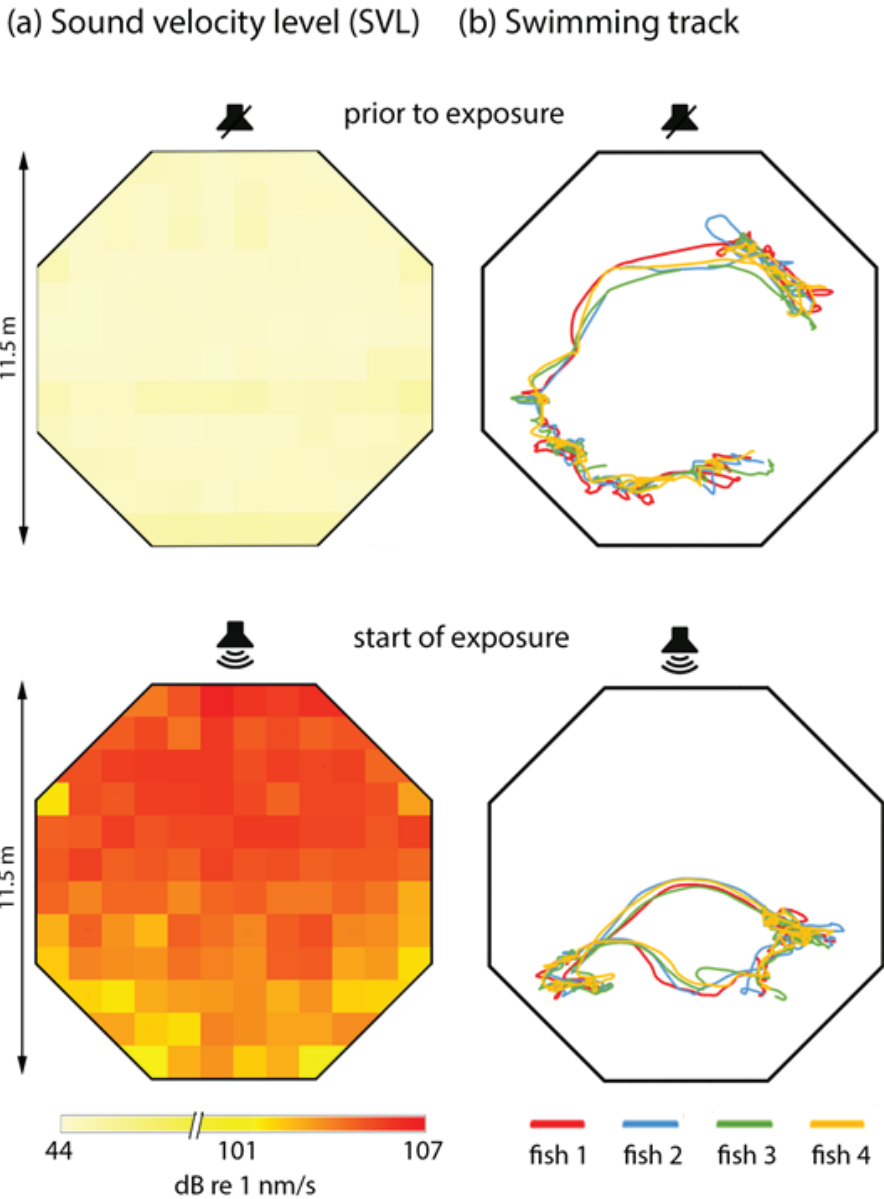 (a) Sound velocity level (SVL) (b) Swimming track
prior to exposure
11.5 m
start of exposure
11.5 m
44 101 107
dB re 1 nm/s
fish 1 fish 2 fish 3 fish 4